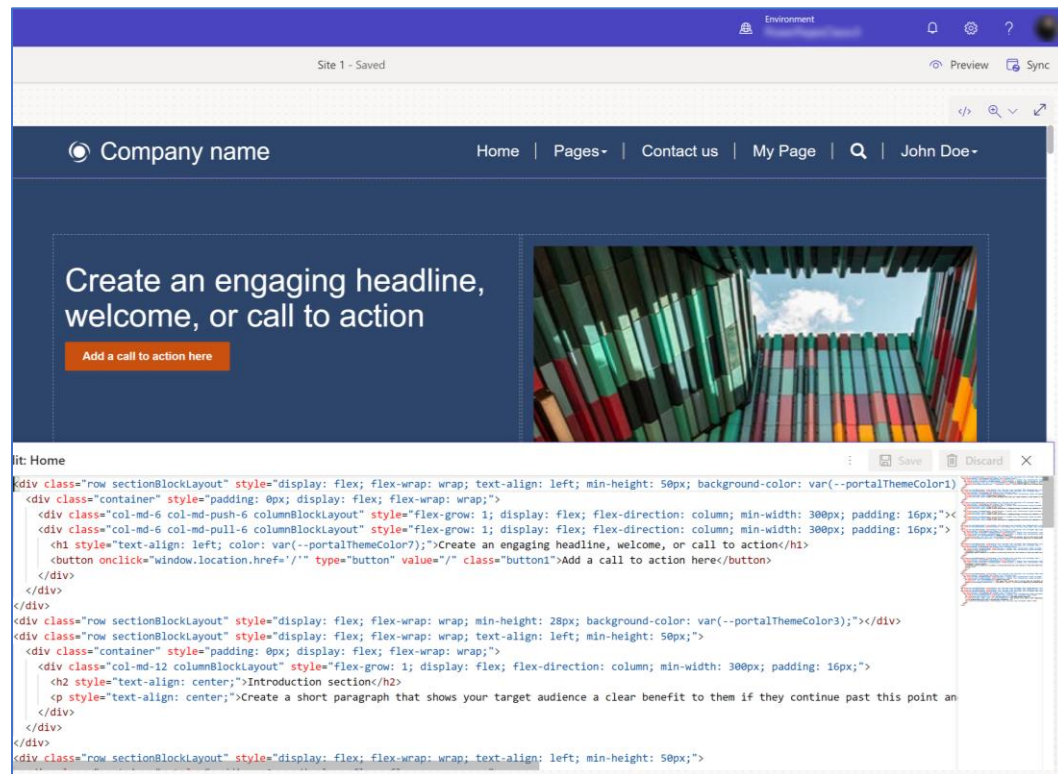 Environment
Site 1 - Saved
Preview
Sync
Company name
Home | Pages | Contact us | My Page | | John Doe
Create an engaging headline,
welcome, or call to action
Add a call to action here
lit: Home
Save
Discard
<div class="row sectionBlockLayout" style="display: flex; flex-wrap: wrap; text-align: left; min-height: 50px; background-color: var(--portalThemeColor1)
<div class="container" style="padding: 0px; display: flex; flex-wrap: wrap;">
<div class="col-md-6 col-md-push-6 columnBlockLayout" style="flex-grow: 1; display: flex; flex-direction: column; min-width: 300px; padding: 16px;"><
<div class="col-md-6 col-md-pull-6 columnBlockLayout" style="flex-grow: 1; display: flex; flex-direction: column; min-width: 300px; padding: 16px;">
<h1 style="text-align: left; color: var(--portalThemeColor7);">Create an engaging headline, welcome, or call to action</h1>
<button onclick="window.location.href='/'" type="button" value="/" class="button1">Add a call to action here</button>
</div>
</div>
</div>
<div class="row sectionBlockLayout" style="display: flex; flex-wrap: wrap; min-height: 28px; background-color: var(--portalThemeColor3);"></div>
<div class="row sectionBlockLayout" style="display: flex; flex-wrap: wrap; text-align: left; min-height: 50px;">
<div class="container" style="padding: 0px; display: flex; flex-wrap: wrap;">
<div class="col-md-12 columnBlockLayout" style="flex-grow: 1; display: flex; flex-direction: column; min-width: 300px; padding: 16px;">
<h2 style="text-align: center;">Introduction section</h2>
<p style="text-align: center;">Create a short paragraph that shows your target audience a clear benefit to them if they continue past this point an
</div>
</div>
</div>
<div class="row sectionBlockLayout" style="display: flex; flex-wrap: wrap; text-align: left; min-height: 50px;">